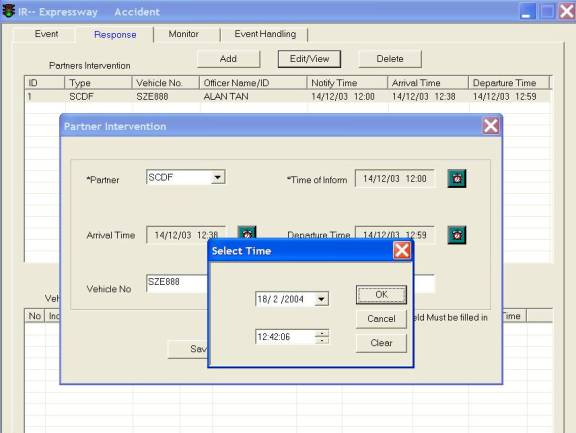 IR-- Expressway Accident
Event Response Monitor Event Handling
Partners Intervention Add Edit/View Delete
ID Type Vehicle No. Officer Name/ID Notify Time Arrival Time Departure Time
1 SCDF SZE888 ALAN TAN 14/12/03 12:00 14/12/03 12:38 14/12/03 12:59
Partner Intervention
*Partner SCDF *Time of Inform 14/12/03 12:00
Arrival Time 14/12/03 12:38 Departure Time 14/12/03 12:59
Select Time
Vehicle No SZE888
18/ 2 /2004 OK
No Time
Cancel
Must be filled in
12:42:06
Clear